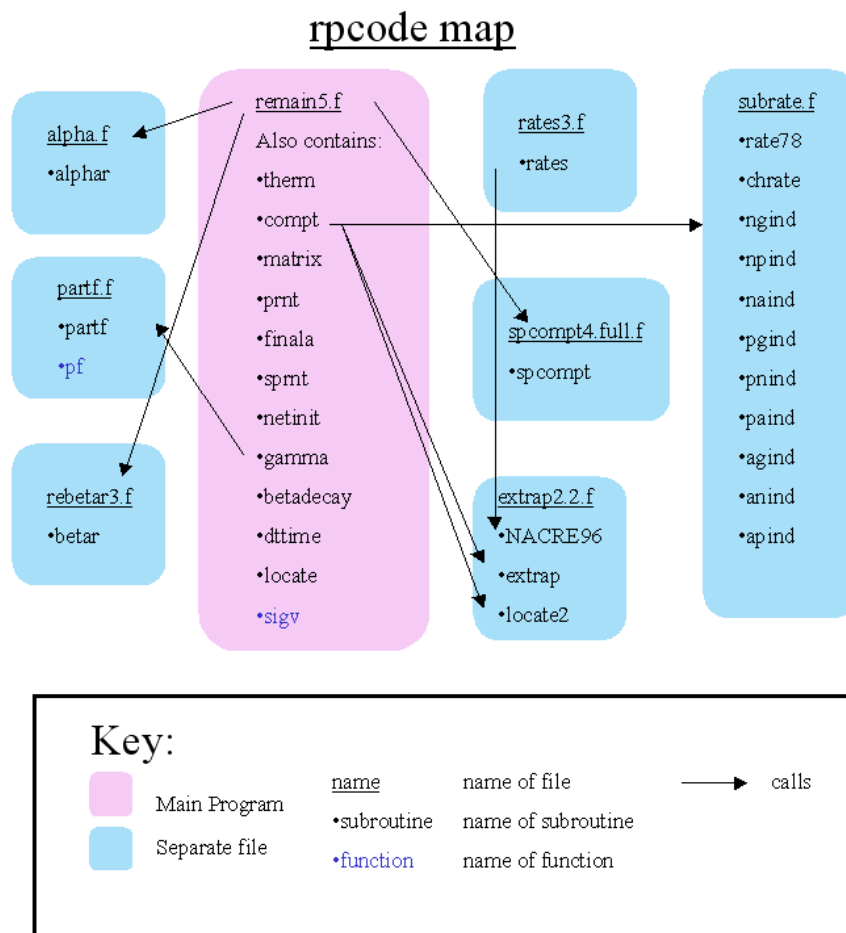 rpcode map
alpha.f
•alphar
partf.f
•partf
•pf
rebetar3.f
•betar
remain5.f
Also contains:
•therm
•compt
•matrix
•prnt
•finala
•sprnt
•netinit
•gamma
•betadecay
•dttime
•locate
•sigv
rates3.f
•rates
spcompt4.full.f
•spcompt
extrap2.2.f
•NACRE96
•extrap
•locate2
subrate.f
•rate78
•chrate
•ngind
•npind
•naind
•pgind
•pnind
•paind
•agind
•anind
•apind
Key:
Main Program
Separate file
name name of file
•subroutine name of subroutine
•function name of function
calls